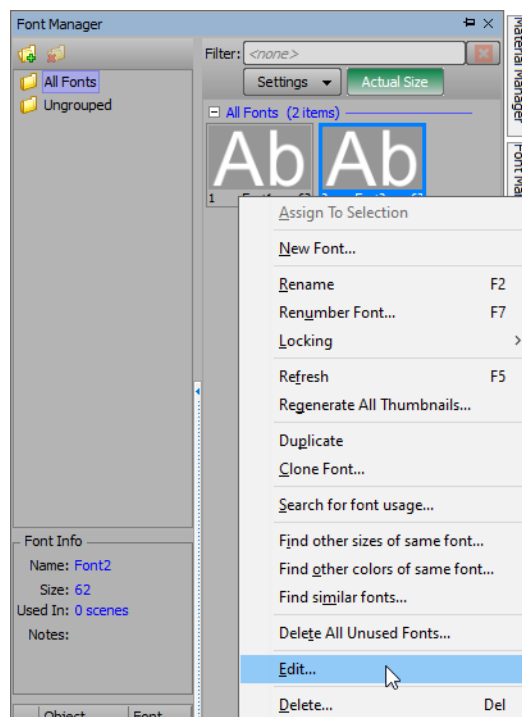 Font Manager
Filter: <none>
Settings
Actual Size
All Fonts
Ungrouped
All Fonts (2 items)
Ab Ab
1
Assign To Selection
New Font...
Rename F2
Renumber Font... F7
Locking
Refresh F5
Regenerate All Thumbnails...
Duplicate
Clone Font...
Search for font usage...
Find other sizes of same font...
Find other colors of same font...
Find similar fonts...
Delete All Unused Fonts...
Edit...
Delete... Del
Font Info
Name: Font2
Size: 62
Used In: 0 scenes
Notes:
Object Font
Material Manager